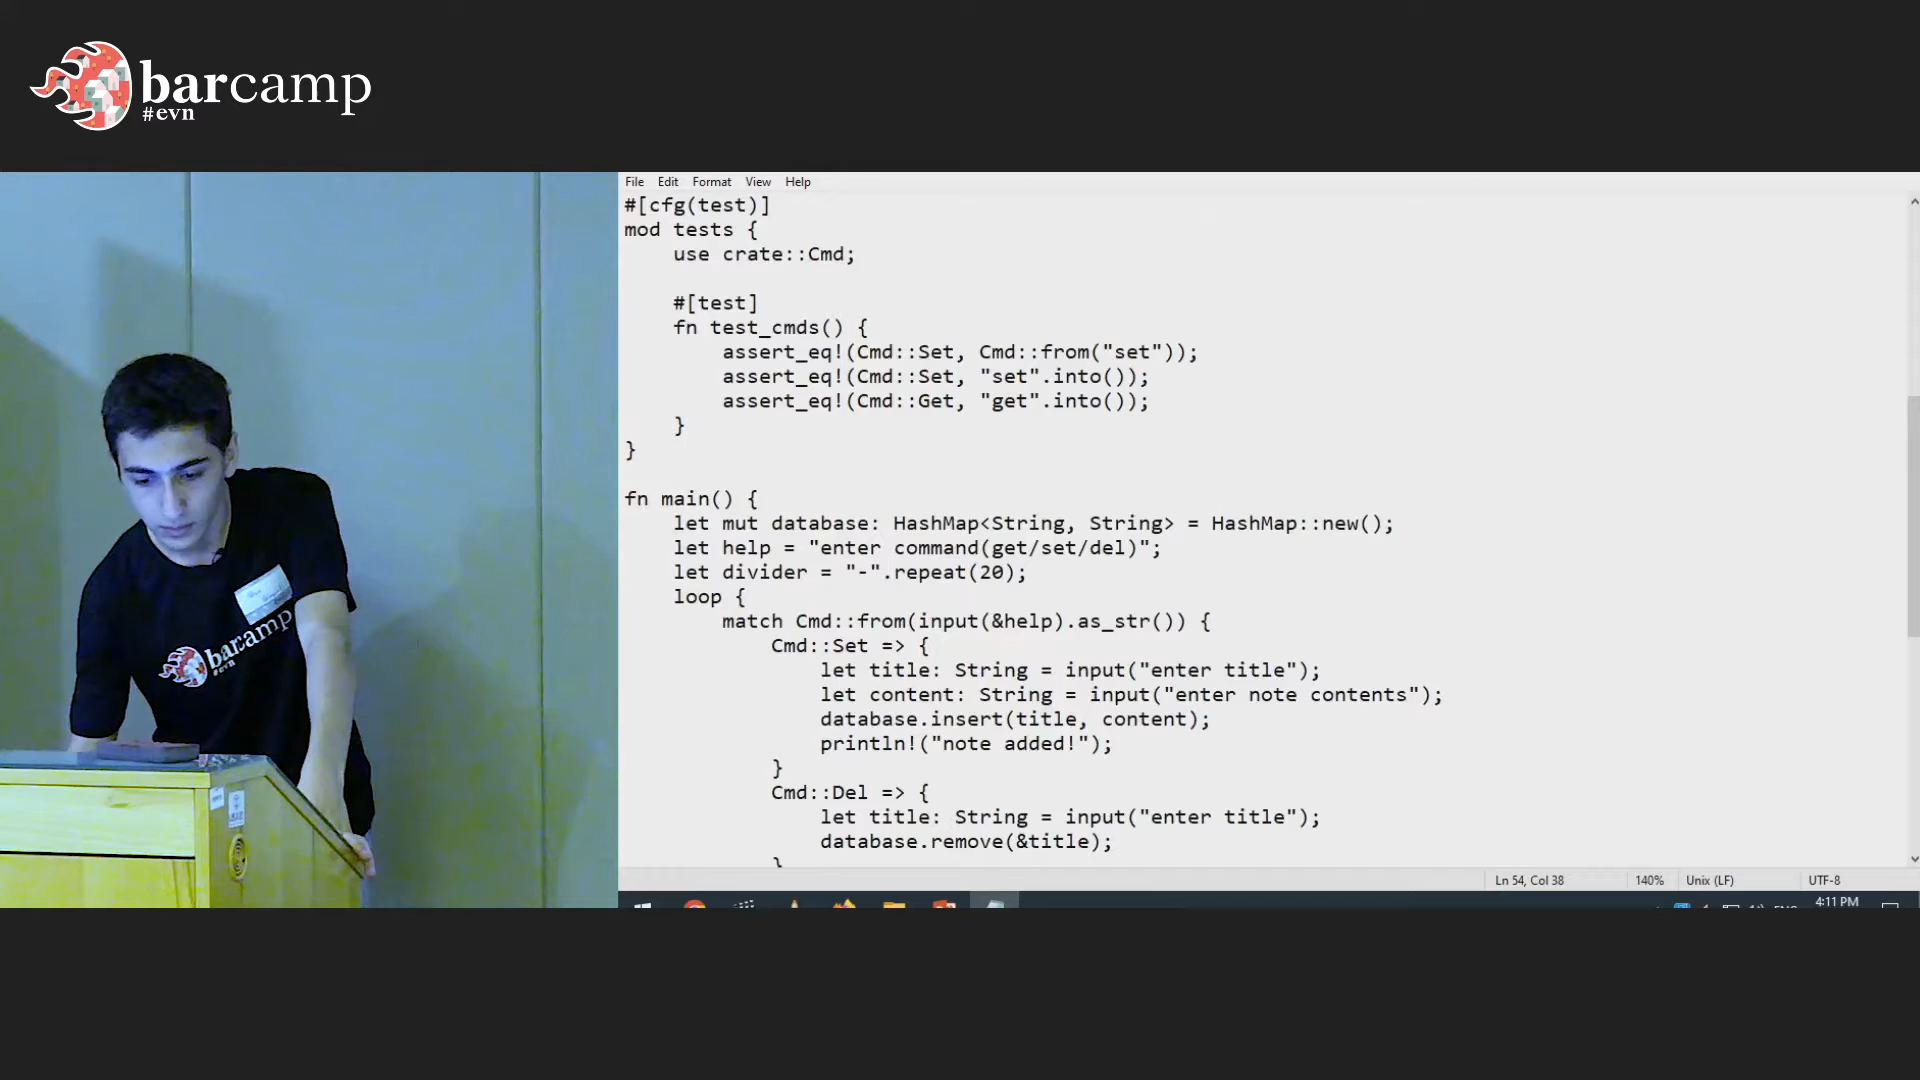 barcamp
#evn
File Edit Format View Help
#[cfg(test)]
mod tests {
    use crate::Cmd;
    #[test]
    fn test_cmds() {
        assert_eq!(Cmd::Set, Cmd::from("set"));
        assert_eq!(Cmd::Set, "set".into());
        assert_eq!(Cmd::Get, "get".into());
    }
}
fn main() {
    let mut database: HashMap<String, String> = HashMap::new();
    let help = "enter command(get/set/del)";
    let divider = "-".repeat(20);
    loop {
        match Cmd::from(input(&help).as_str()) {
            Cmd::Set => {
                let title: String = input("enter title");
                let content: String = input("enter note contents");
                database.insert(title, content);
                println!("note added!");
            }
            Cmd::Del => {
                let title: String = input("enter title");
                database.remove(&title);
            }
Ln 54, Col 38 140% Unix (LF) UTF-8
4:11 PM
barcamp
#evn